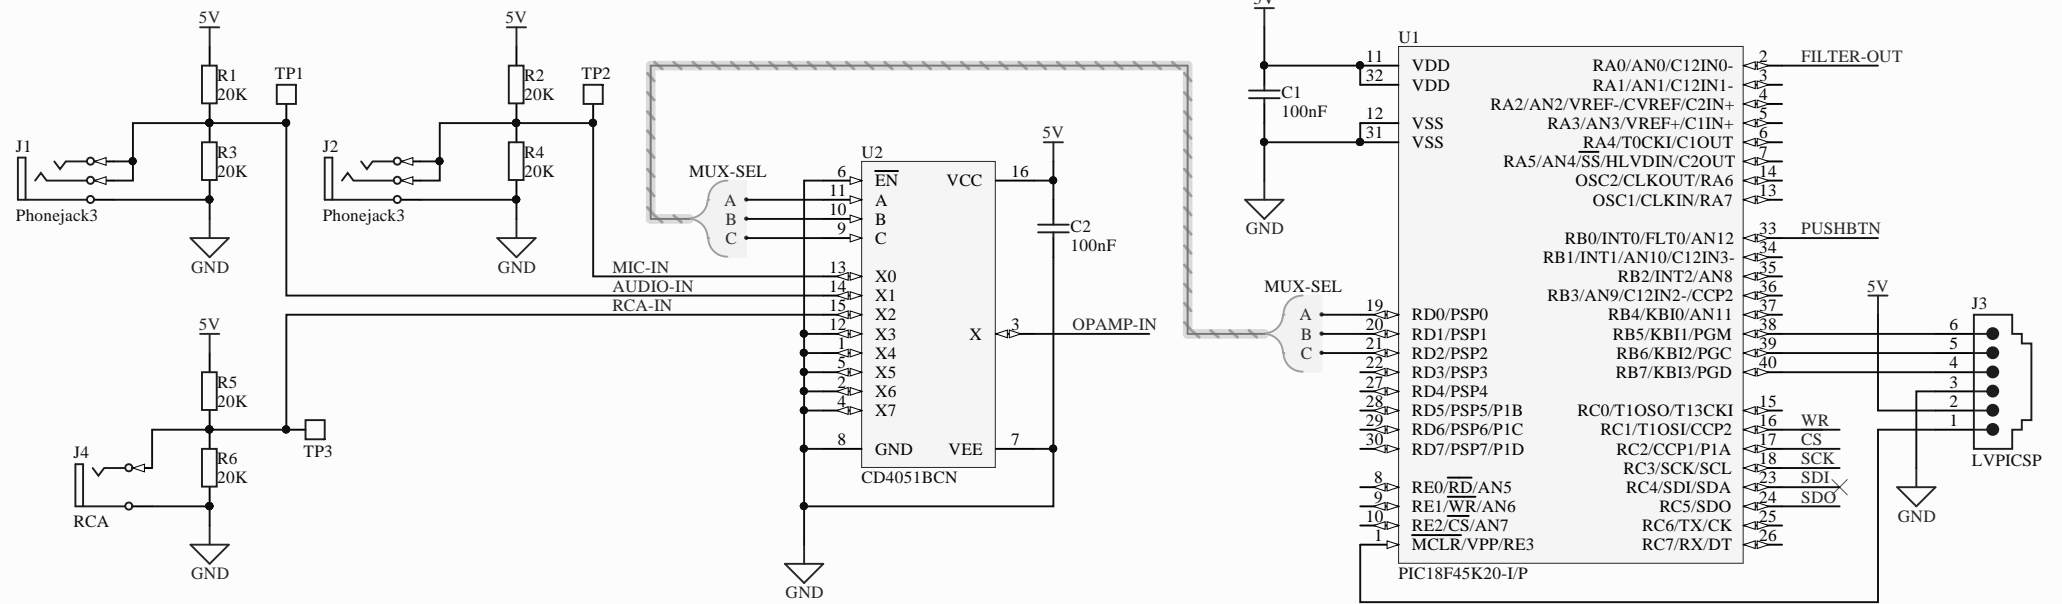 5V
R1
20K
TP1
R3
20K
J1
Phonejack3
GND
5V
R2
20K
TP2
R4
20K
J2
Phonejack3
GND
5V
R5
20K
R6
20K
TP3
J4
RCA
GND
MUX-SEL
A
B
C
MIC-IN
AUDIO-IN
RCA-IN
U2
6 EN VCC 16
11 A
10 B
9 C
13 X0
14 X1
15 X2
12 X3 X 3 OPAMP-IN
1 X4
5 X5
2 X6
4 X7
8 GND VEE 7
CD4051BCN
GND
5V
C2
100nF
5V
C1
100nF
GND
MUX-SEL
A
B
C
U1
11 VDD RA0/AN0/C12IN0- 2 FILTER-OUT
32 VDD RA1/AN1/C12IN1- 3
RA2/AN2/VREF-/CVREF/C2IN+ 4
12 VSS RA3/AN3/VREF+/C1IN+ 5
31 VSS RA4/T0CKI/C1OUT 6
RA5/AN4/SS/HLVDIN/C2OUT 7
OSC2/CLKOUT/RA6 14
OSC1/CLKIN/RA7 13
RB0/INT0/FLT0/AN12 33 PUSHBTN
RB1/INT1/AN10/C12IN3- 34
RB2/INT2/AN8 35
RB3/AN9/C12IN2-/CCP2 36
19 RD0/PSP0 RB4/KBI0/AN11 37
20 RD1/PSP1 RB5/KBI1/PGM 38
21 RD2/PSP2 RB6/KBI2/PGC 39
22 RD3/PSP3 RB7/KBI3/PGD 40
27 RD4/PSP4
28 RD5/PSP5/P1B RC0/T1OSO/T13CKI 15
29 RD6/PSP6/P1C RC1/T1OSI/CCP2 16 WR
30 RD7/PSP7/P1D RC2/CCP1/P1A 17 CS
RC3/SCK/SCL 18 SCK
8 RE0/RD/AN5 RC4/SDI/SDA 23 SDI
9 RE1/WR/AN6 RC5/SDO 24 SDO
10 RE2/CS/AN7 RC6/TX/CK 25
1 MCLR/VPP/RE3 RC7/RX/DT 26
PIC18F45K20-I/P
5V
J3
6
5
4
3
2
1
LVPICSP
GND